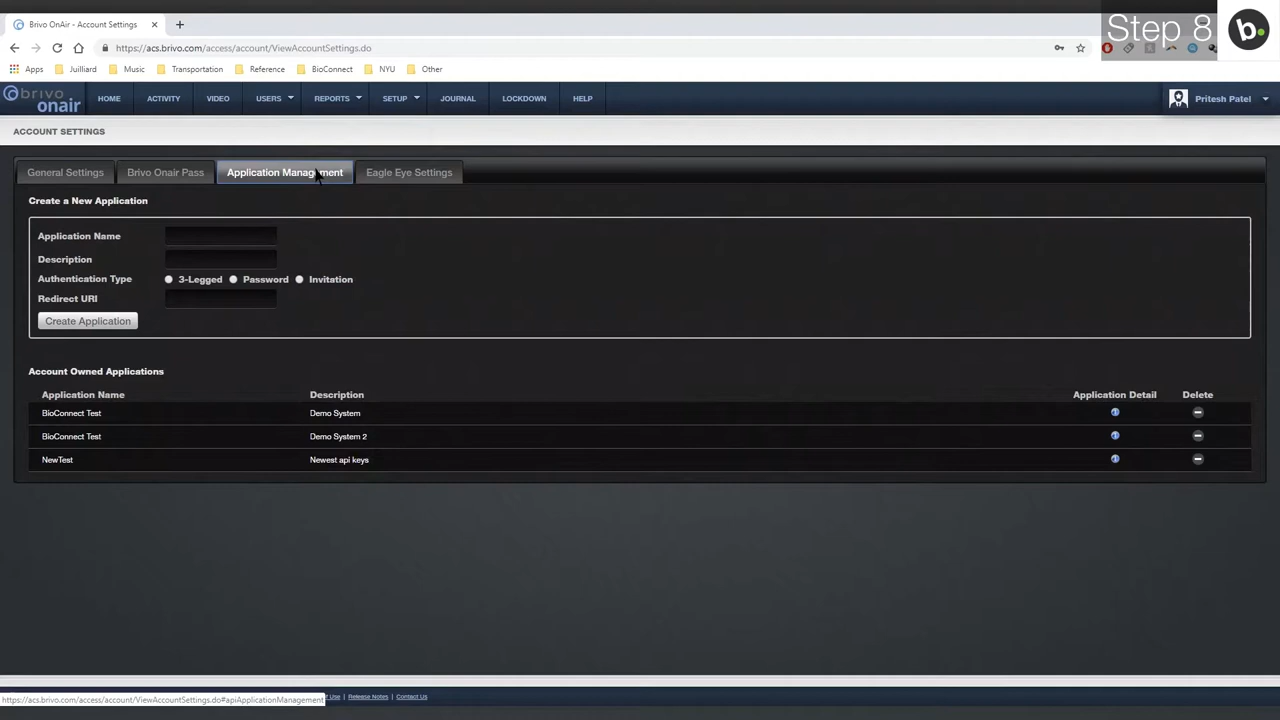 Brivo OnAir - Account Settings
Step 8
b.
https://acs.brivo.com/access/account/ViewAccountSettings.do
Apps Juilliard Music Transportation Reference BioConnect NYU Other
brivo onair
HOME ACTIVITY VIDEO USERS REPORTS SETUP JOURNAL LOCKDOWN HELP Pritesh Patel
ACCOUNT SETTINGS
General Settings Brivo Onair Pass Application Management Eagle Eye Settings
Create a New Application
Application Name
Description
Authentication Type 3-Legged Password Invitation
Redirect URI
Create Application
Account Owned Applications
Application Name Description Application Detail Delete
BioConnect Test Demo System
BioConnect Test Demo System 2
NewTest Newest api keys
https://acs.brivo.com/access/account/ViewAccountSettings.do#apiApplicationManagement
Use | Release Notes | Contact Us